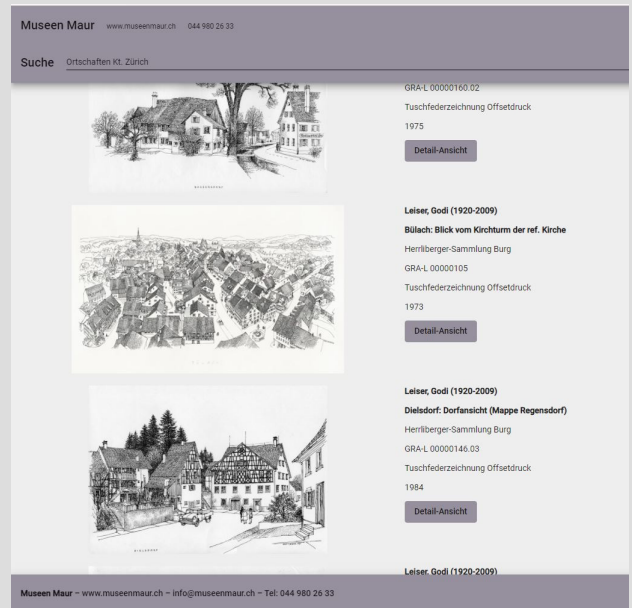 Museen Maur www.museenmaur.ch 044 980 26 33
Suche Ortschaften Kt. Zürich
GRA-L 00000160.02
Tuschfederzeichnung Offsetdruck
1975
Detail-Ansicht
Leiser, Godi (1920-2009)
Bülach: Blick vom Kirchturm der ref. Kirche
Herrliberger-Sammlung Burg
GRA-L 00000105
Tuschfederzeichnung Offsetdruck
1973
Detail-Ansicht
Leiser, Godi (1920-2009)
Dielsdorf: Dorfansicht (Mappe Regensdorf)
Herrliberger-Sammlung Burg
GRA-L 00000146.03
Tuschfederzeichnung Offsetdruck
1984
Detail-Ansicht
Leiser, Godi (1920-2009)
Museen Maur – www.museenmaur.ch – info@museenmaur.ch – Tel: 044 980 26 33